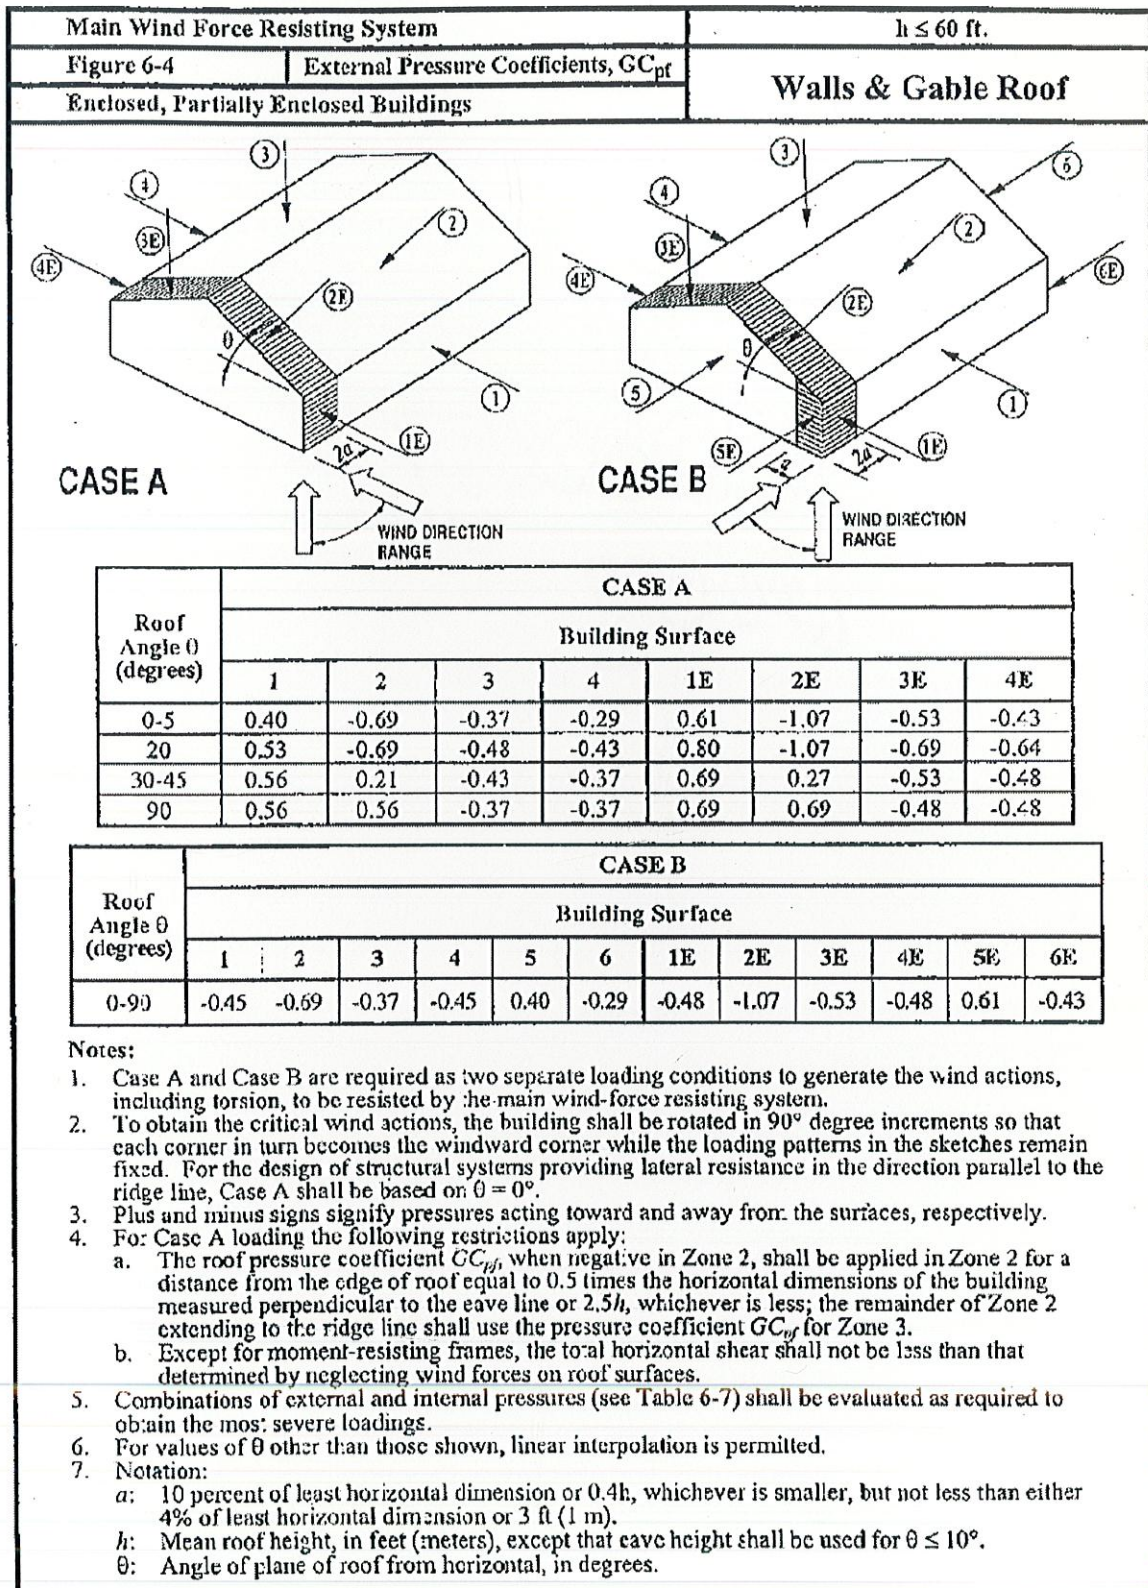 Main Wind Force Resisting System
h ≤ 60 ft.
Figure 6-4
External Pressure Coefficients, GCpf
Walls & Gable Roof
Enclosed, Partially Enclosed Buildings
3
4
3E
2
4E
2E
θ
1
1E
2a
CASE A
WIND DIRECTION
RANGE
3
6
4
3E
2
4E
6E
2E
θ
5
1
5E
1E
a
2a
CASE B
WIND DIRECTION
RANGE
CASE A
Roof
Angle θ
(degrees)
Building Surface
1 2 3 4 1E 2E 3E 4E
0-5 0.40 -0.69 -0.37 -0.29 0.61 -1.07 -0.53 -0.43
20 0.53 -0.69 -0.48 -0.43 0.80 -1.07 -0.69 -0.64
30-45 0.56 0.21 -0.43 -0.37 0.69 0.27 -0.53 -0.48
90 0.56 0.56 -0.37 -0.37 0.69 0.69 -0.48 -0.48
CASE B
Roof
Angle θ
(degrees)
Building Surface
1 2 3 4 5 6 1E 2E 3E 4E 5E 6E
0-90 -0.45 -0.69 -0.37 -0.45 0.40 -0.29 -0.48 -1.07 -0.53 -0.48 0.61 -0.43
Notes:
1. Case A and Case B are required as two separate loading conditions to generate the wind actions,
including torsion, to be resisted by the main wind-force resisting system.
2. To obtain the critical wind actions, the building shall be rotated in 90° degree increments so that
each corner in turn becomes the windward corner while the loading patterns in the sketches remain
fixed. For the design of structural systems providing lateral resistance in the direction parallel to the
ridge line, Case A shall be based on θ = 0°.
3. Plus and minus signs signify pressures acting toward and away from the surfaces, respectively.
4. For Case A loading the following restrictions apply:
a. The roof pressure coefficient GCpf, when negative in Zone 2, shall be applied in Zone 2 for a
distance from the edge of roof equal to 0.5 times the horizontal dimensions of the building
measured perpendicular to the eave line or 2.5h, whichever is less; the remainder of Zone 2
extending to the ridge line shall use the pressure coefficient GCpf for Zone 3.
b. Except for moment-resisting frames, the total horizontal shear shall not be less than that
determined by neglecting wind forces on roof surfaces.
5. Combinations of external and internal pressures (see Table 6-7) shall be evaluated as required to
obtain the most severe loadings.
6. For values of θ other than those shown, linear interpolation is permitted.
7. Notation:
a: 10 percent of least horizontal dimension or 0.4h, whichever is smaller, but not less than either
4% of least horizontal dimension or 3 ft (1 m).
h: Mean roof height, in feet (meters), except that eave height shall be used for θ ≤ 10°.
θ: Angle of plane of roof from horizontal, in degrees.